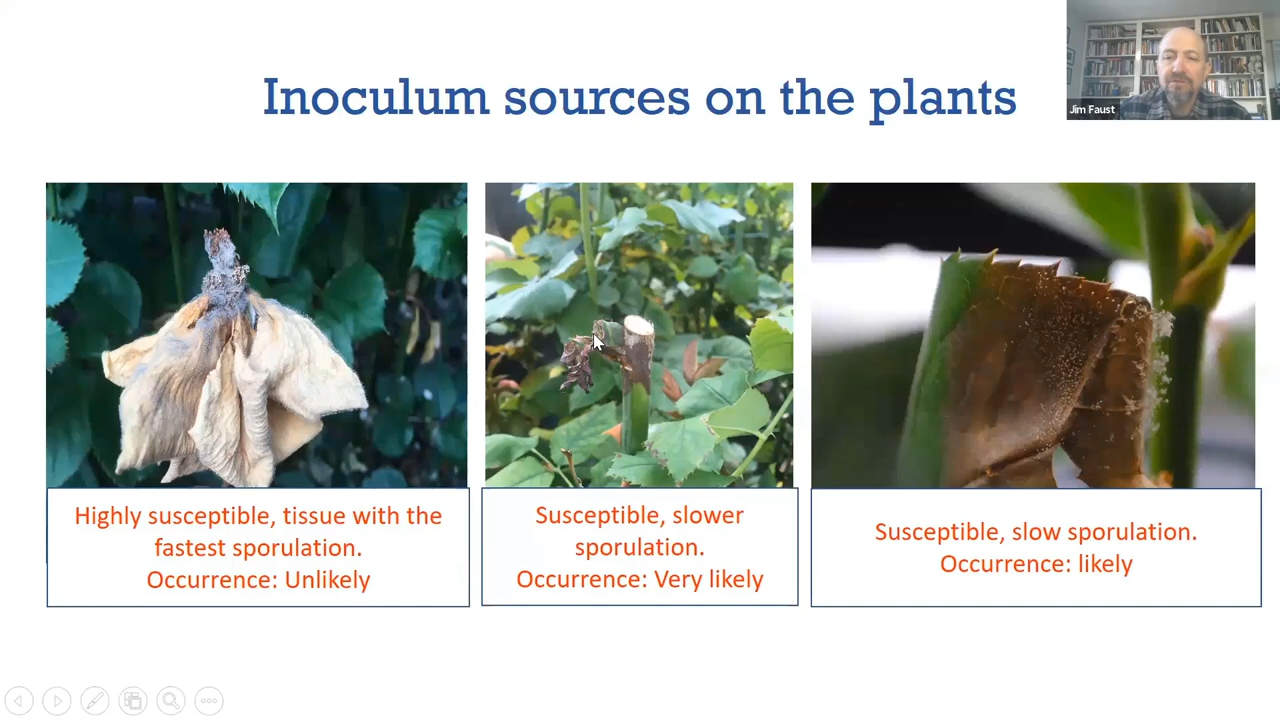 Inoculum sources on the plants
Jim Faust
Highly susceptible, tissue with the
fastest sporulation.
Occurrence: Unlikely
Susceptible, slower
sporulation.
Occurrence: Very likely
Susceptible, slow sporulation.
Occurrence: likely